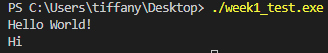 PS C:\Users\tiffany\Desktop> ./week1_test.exe
Hello World!
Hi